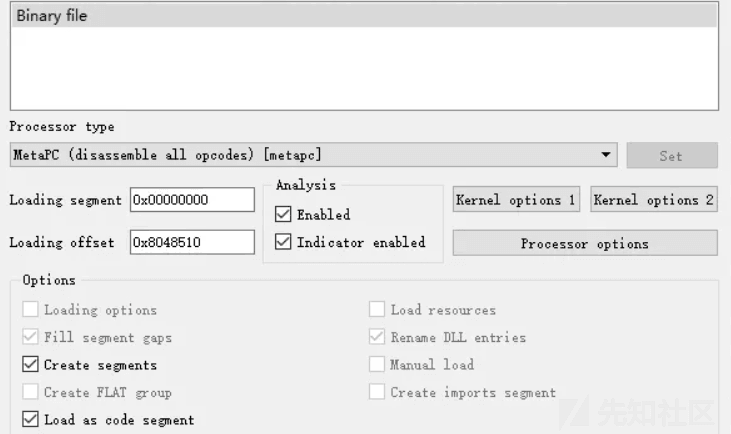 Binary file
Processor type
MetaPC (disassemble all opcodes) [metapc]
Set
Loading segment 0x00000000
Loading offset 0x8048510
Analysis
Enabled
Indicator enabled
Kernel options 1 Kernel options 2
Processor options
Options
Loading options Load resources
Fill segment gaps Rename DLL entries
Create segments Manual load
Create FLAT group Create imports segment
Load as code segment
先知社区